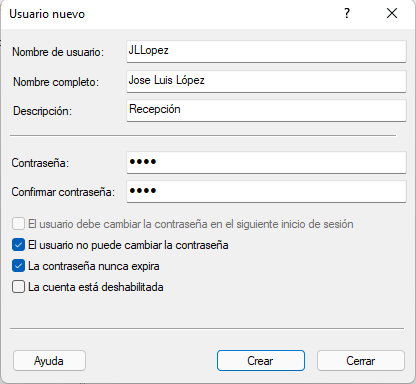 Usuario nuevo ? ×
Nombre de usuario: JLLopez
Nombre completo: Jose Luis López
Descripción: Recepción
Contraseña: ●●●●
Confirmar contraseña: ●●●●
El usuario debe cambiar la contraseña en el siguiente inicio de sesión
El usuario no puede cambiar la contraseña
La contraseña nunca expira
La cuenta está deshabilitada
Ayuda Crear Cerrar